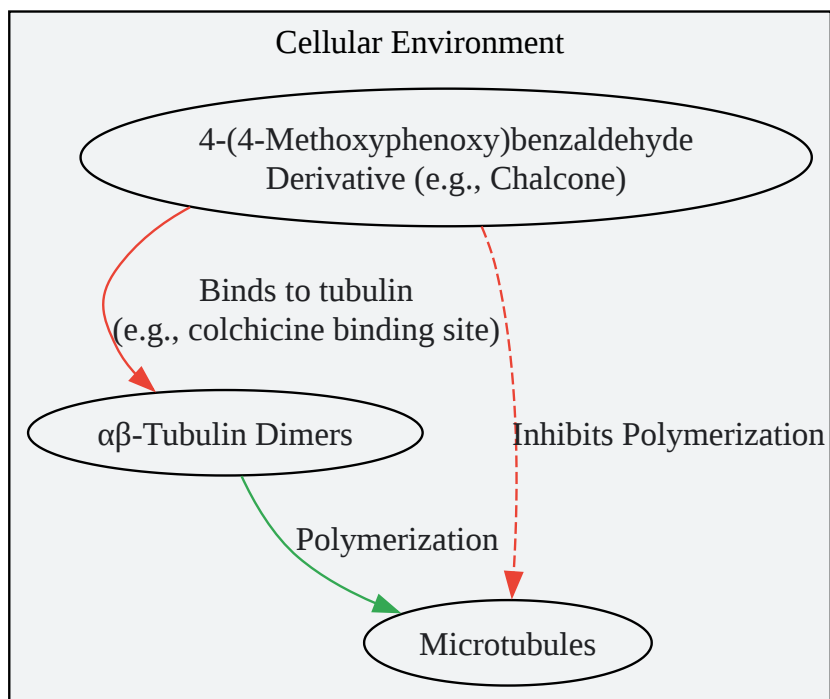 Cellular Environment
4-(4-Methoxyphenoxy)benzaldehyde
Derivative (e.g., Chalcone)
Binds to tubulin
(e.g., colchicine binding site)
αβ-Tubulin Dimers
Inhibits Polymerization
Polymerization
Microtubules